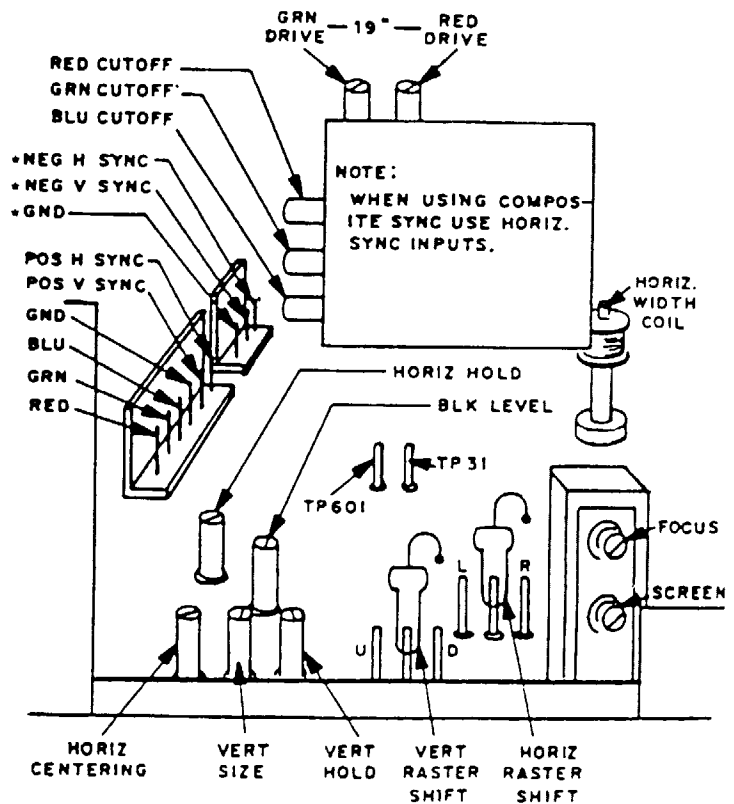 GRN DRIVE — 19" — RED DRIVE
RED CUTOFF
GRN CUTOFF
BLU CUTOFF
*NEG H SYNC
*NEG V SYNC
*GND
POS H SYNC
POS V SYNC
GND
BLU
GRN
RED
NOTE:
WHEN USING COMPOS-
ITE SYNC USE HORIZ.
SYNC INPUTS.
HORIZ.
WIDTH
COIL
HORIZ HOLD
BLK LEVEL
TP601
TP31
L
R
U
D
FOCUS
SCREEN
HORIZ
CENTERING
VERT
SIZE
VERT
HOLD
VERT
RASTER
SHIFT
HORIZ
RASTER
SHIFT